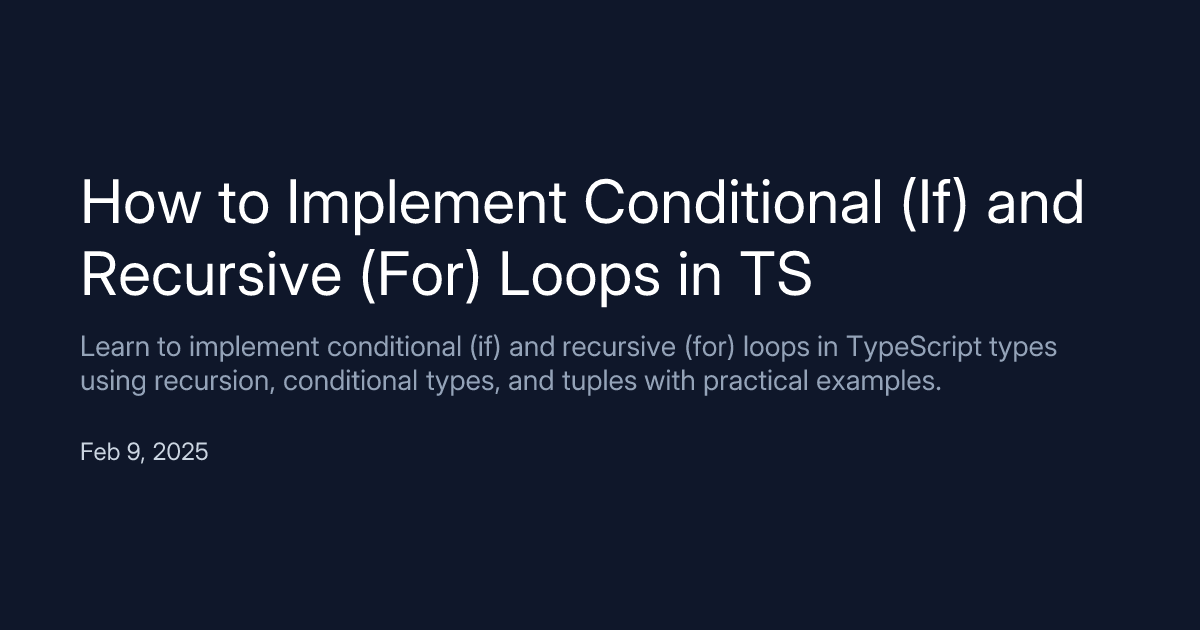 How to Implement Conditional (If) and
Recursive (For) Loops in TS
Learn to implement conditional (if) and recursive (for) loops in TypeScript types
using recursion, conditional types, and tuples with practical examples.
Feb 9, 2025